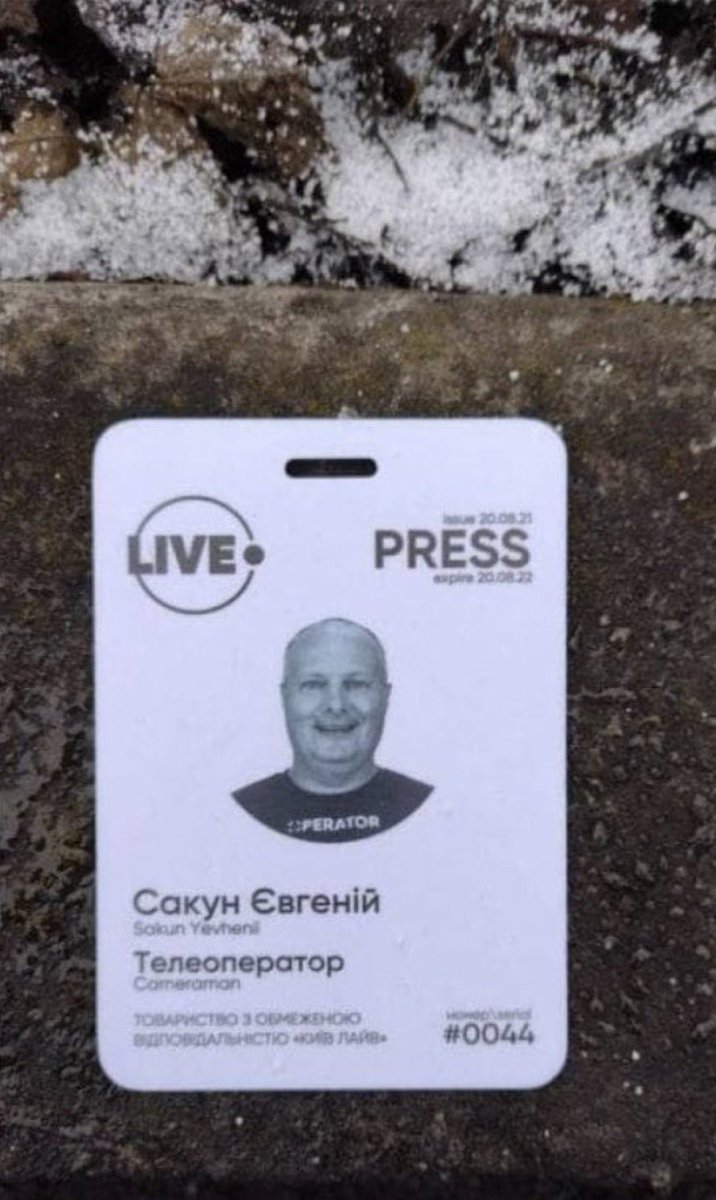 LIVE
issue 20.08.21
PRESS
expire 20.08.22
OPERATOR
Сакун Євгеній
Sakun Yevhenii
Телеоператор
Cameraman
ТОВАРИСТВО З ОБМЕЖЕНОЮ
ВІДПОВІДАЛЬНІСТЮ «КИЇВ ЛАЙВ»
номер\serial
#0044